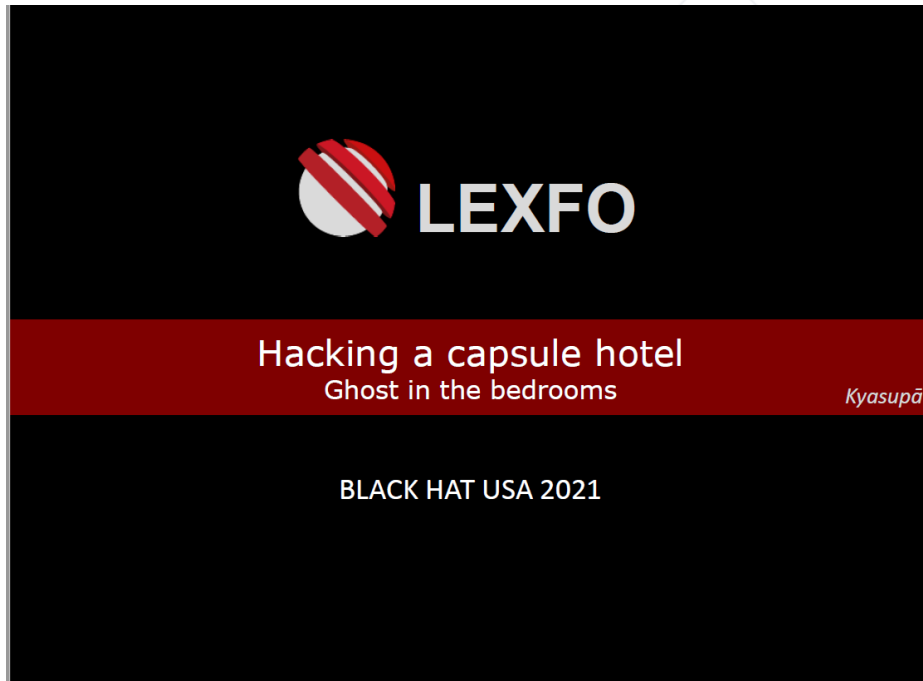 LEXFO
Hacking a capsule hotel
Ghost in the bedrooms
Kyasupā
BLACK HAT USA 2021